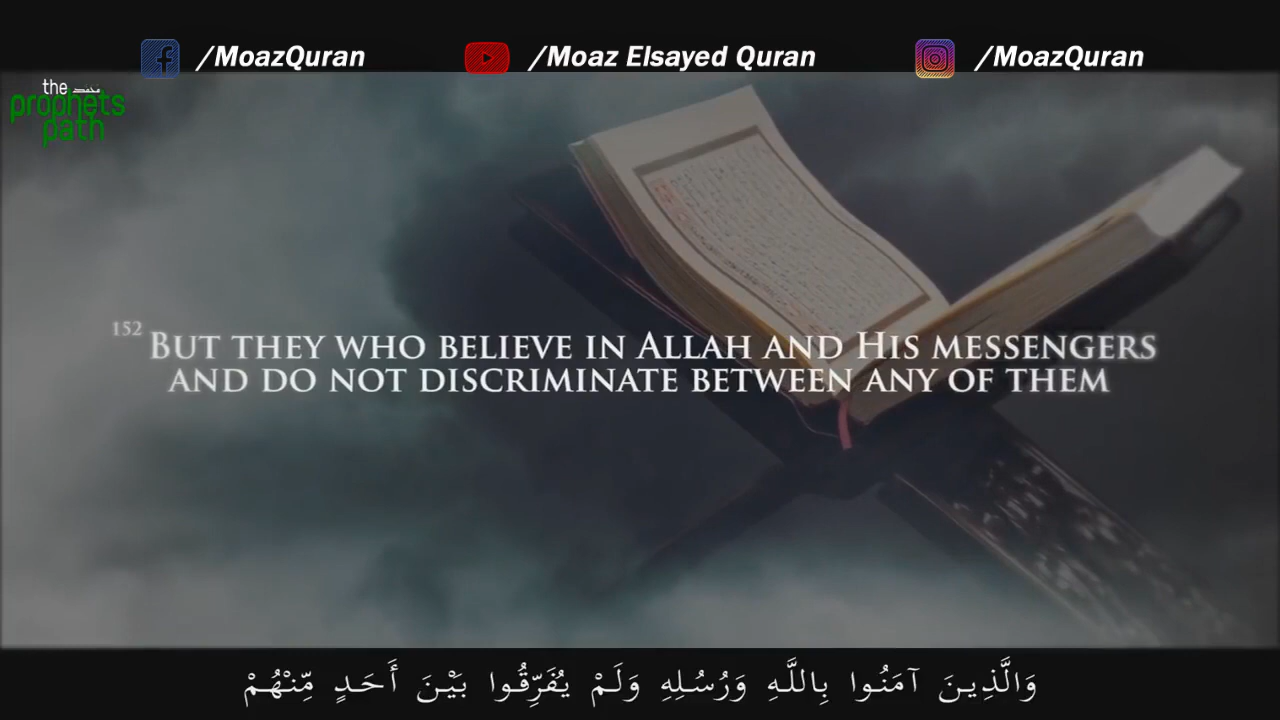 /MoazQuran
/Moaz Elsayed Quran
/MoazQuran
the محمد
prophets
path
152 BUT THEY WHO BELIEVE IN ALLAH AND HIS MESSENGERS
AND DO NOT DISCRIMINATE BETWEEN ANY OF THEM
وَالَّذِينَ آمَنُوا بِاللَّهِ وَرُسُلِهِ وَلَمْ يُفَرِّقُوا بَيْنَ أَحَدٍ مِّنْهُمْ